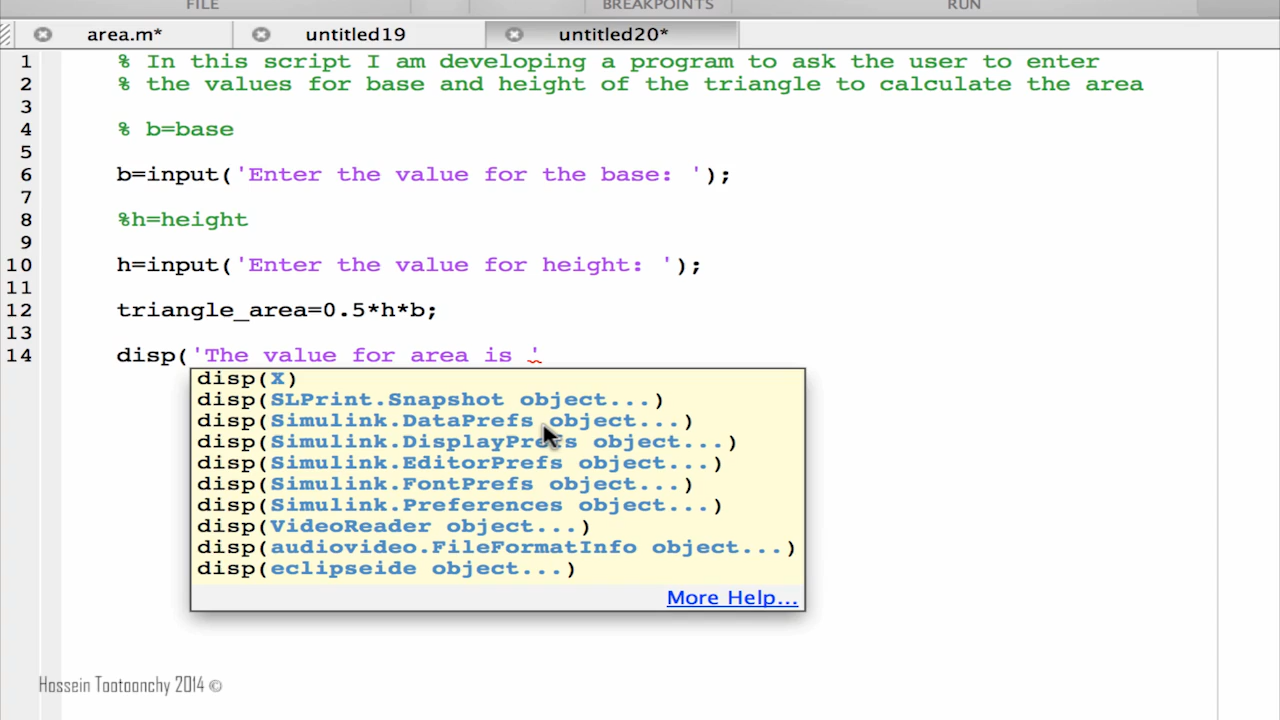 FILE BREAKPOINTS RUN
area.m* untitled19 untitled20*
1 % In this script I am developing a program to ask the user to enter
2 % the values for base and height of the triangle to calculate the area
3
4 % b=base
5
6 b=input('Enter the value for the base: ');
7
8 %h=height
9
10 h=input('Enter the value for height: ');
11
12 triangle_area=0.5*h*b;
13
14 disp('The value for area is '
disp(X)
disp(SLPrint.Snapshot object...)
disp(Simulink.DataPrefs object...)
disp(Simulink.DisplayPrefs object...)
disp(Simulink.EditorPrefs object...)
disp(Simulink.FontPrefs object...)
disp(Simulink.Preferences object...)
disp(VideoReader object...)
disp(audiovideo.FileFormatInfo object...)
disp(eclipseide object...)
More Help...
Hossein Tootoonchy 2014 ©